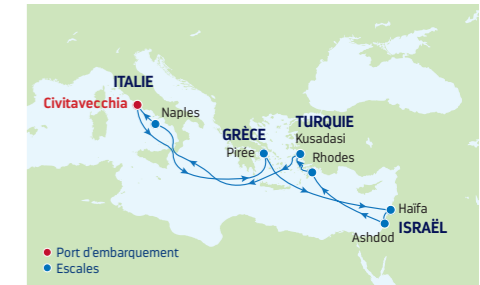 ITALIE
Civitavecchia
Naples
GRÈCE
Pirée
TURQUIE
Kusadasi
Rhodes
Haïfa
ISRAËL
Ashdod
Port d'embarquement
Escales